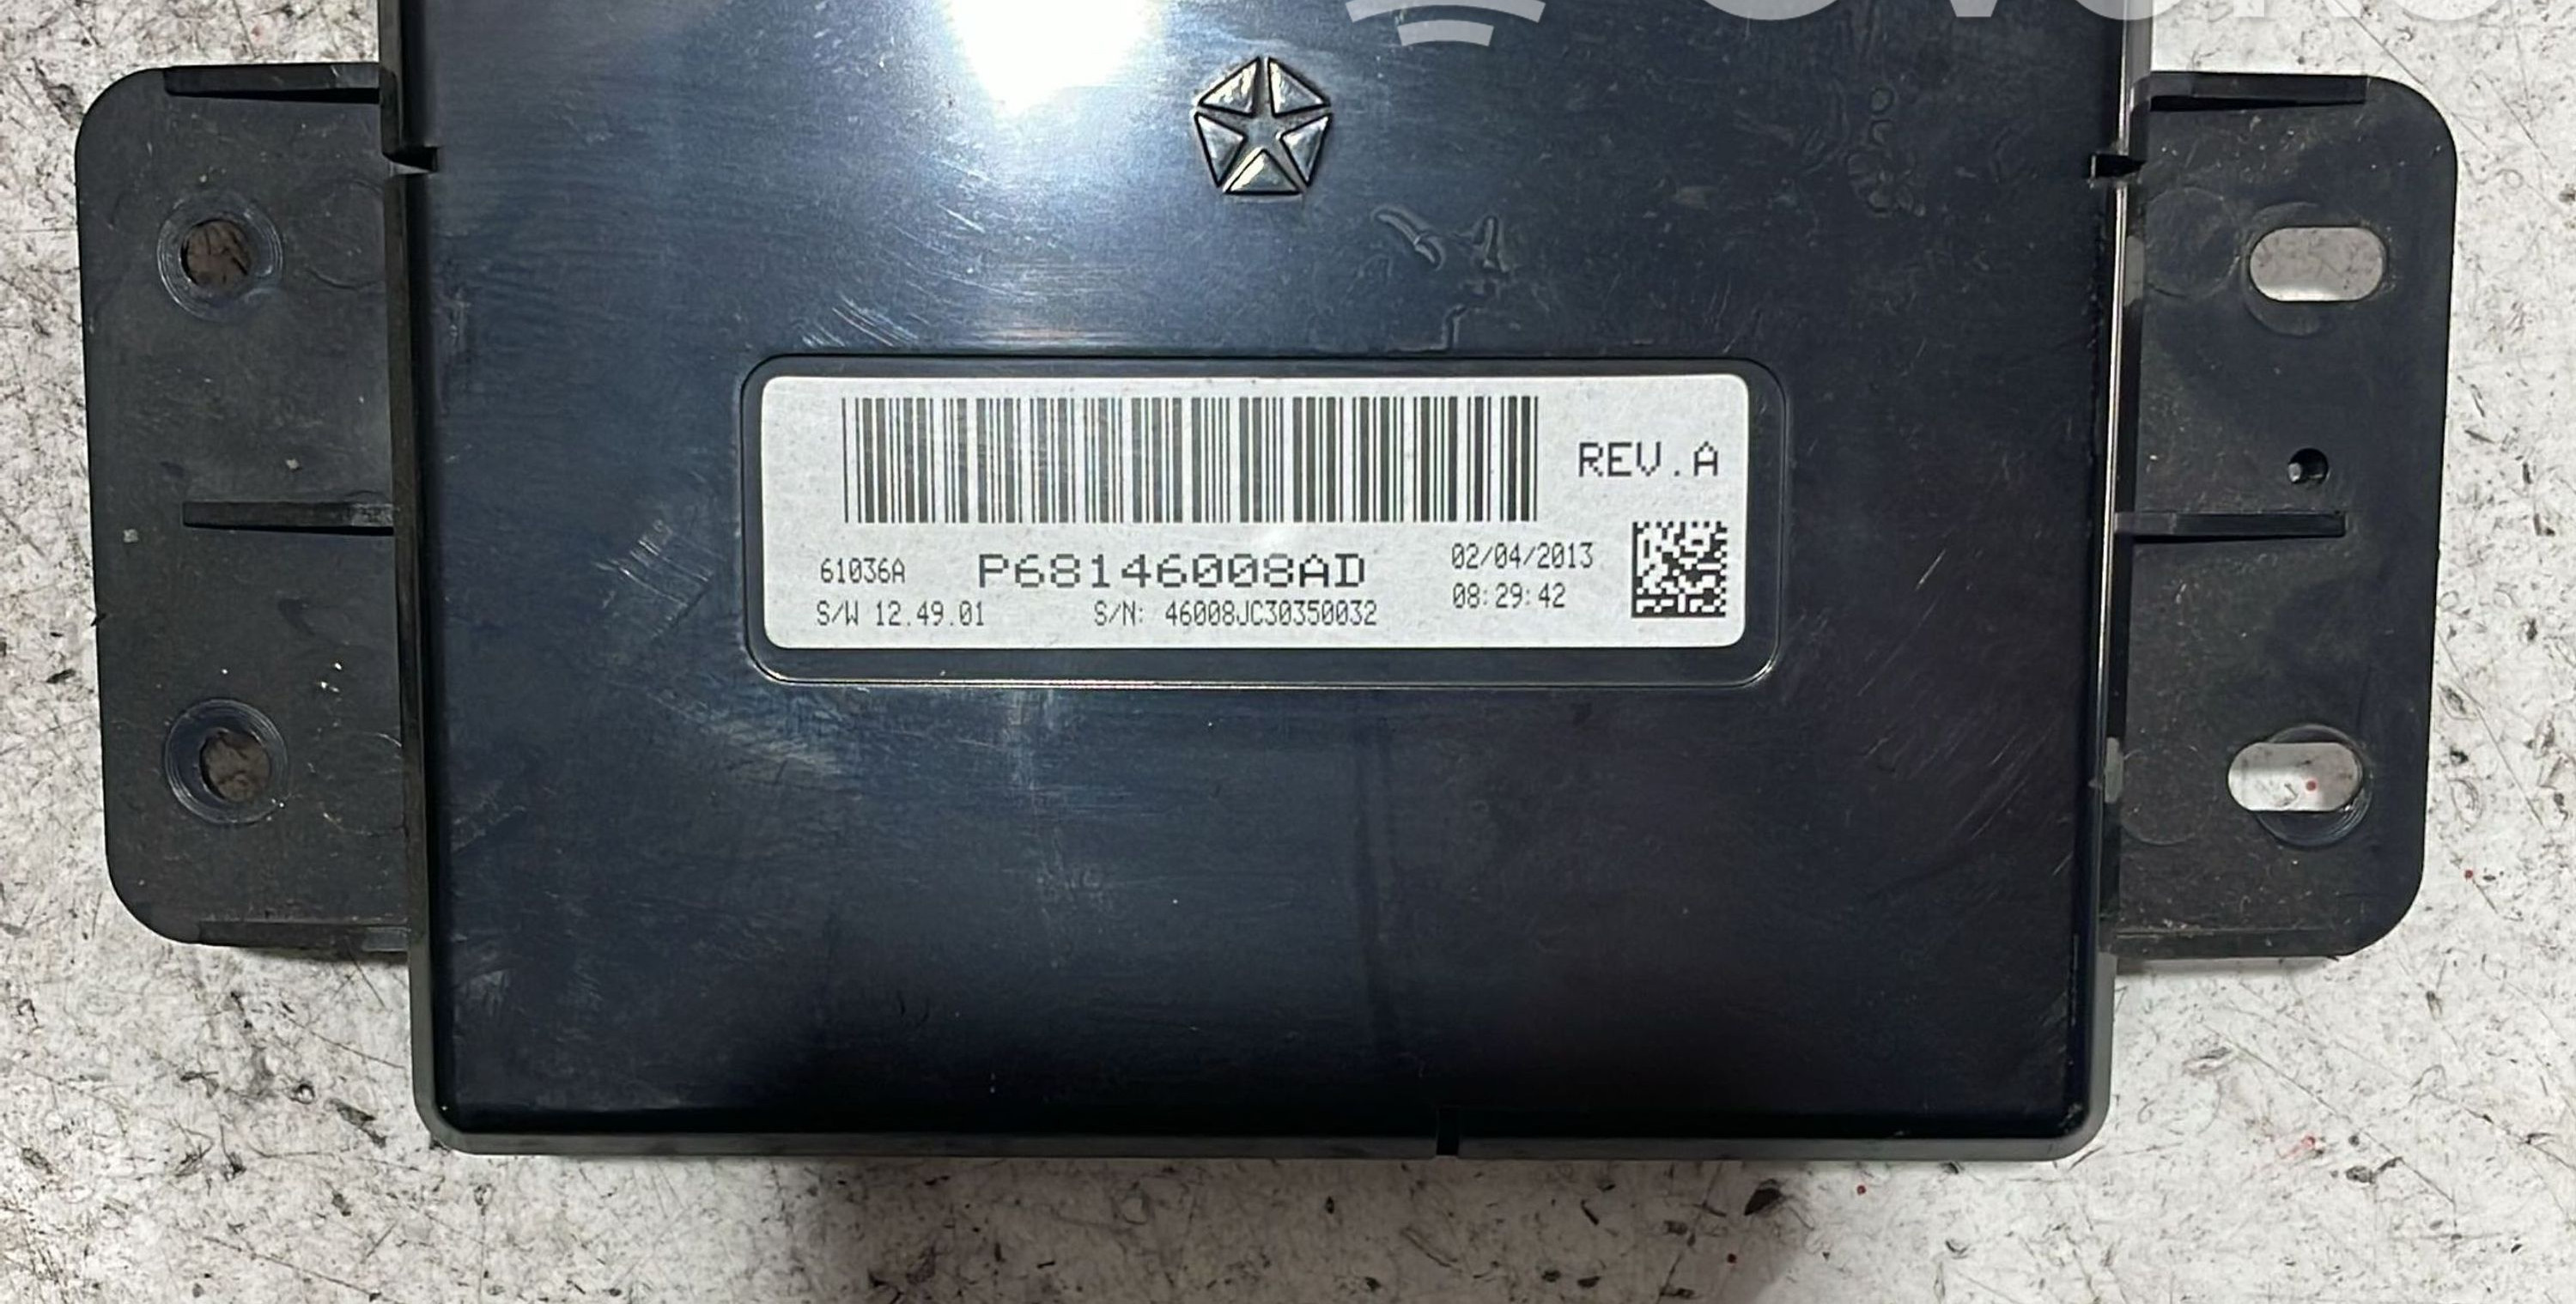 REV.A
61036A P68146008AD 02/04/2013
S/W 12.49.01 S/N: 46008JC30350032 08:29:42